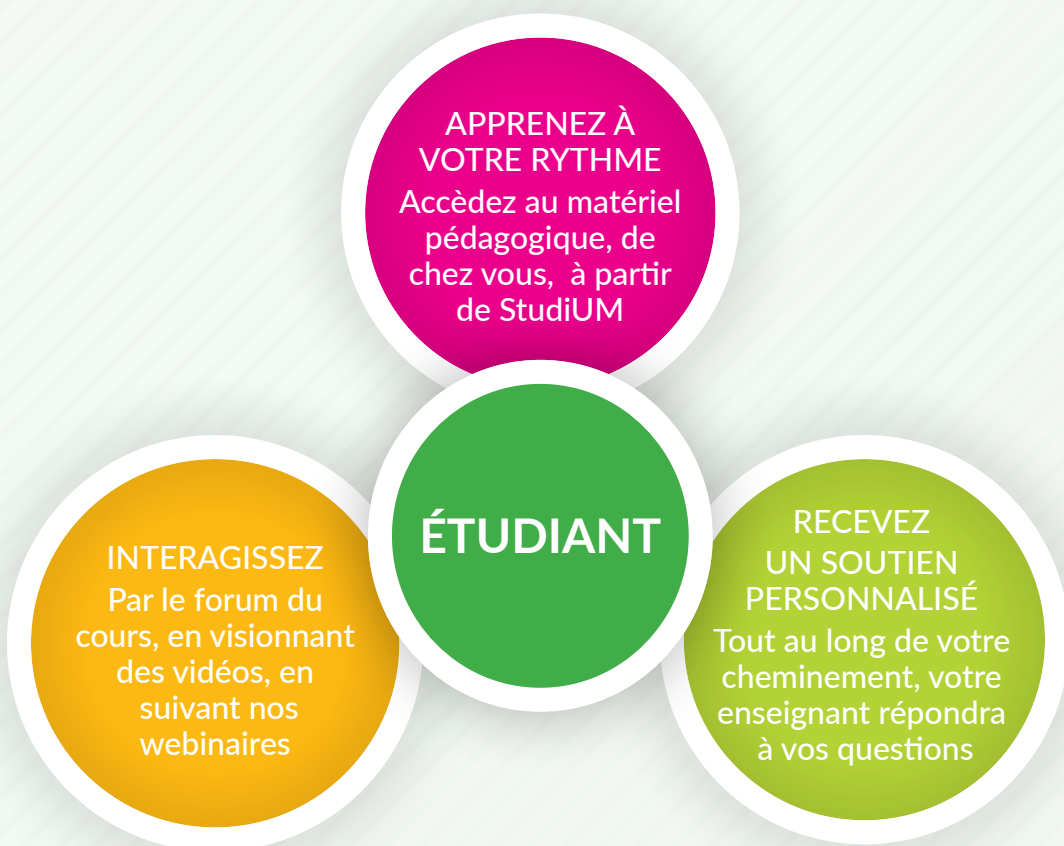 APPRENEZ À
VOTRE RYTHME
Accèdez au matériel
pédagogique, de
chez vous, à partir
de StudiUM
ÉTUDIANT
INTERAGISSEZ
Par le forum du
cours, en visionnant
des vidéos, en
suivant nos
webinaires
RECEVEZ
UN SOUTIEN
PERSONNALISÉ
Tout au long de votre
cheminement, votre
enseignant répondra
à vos questions